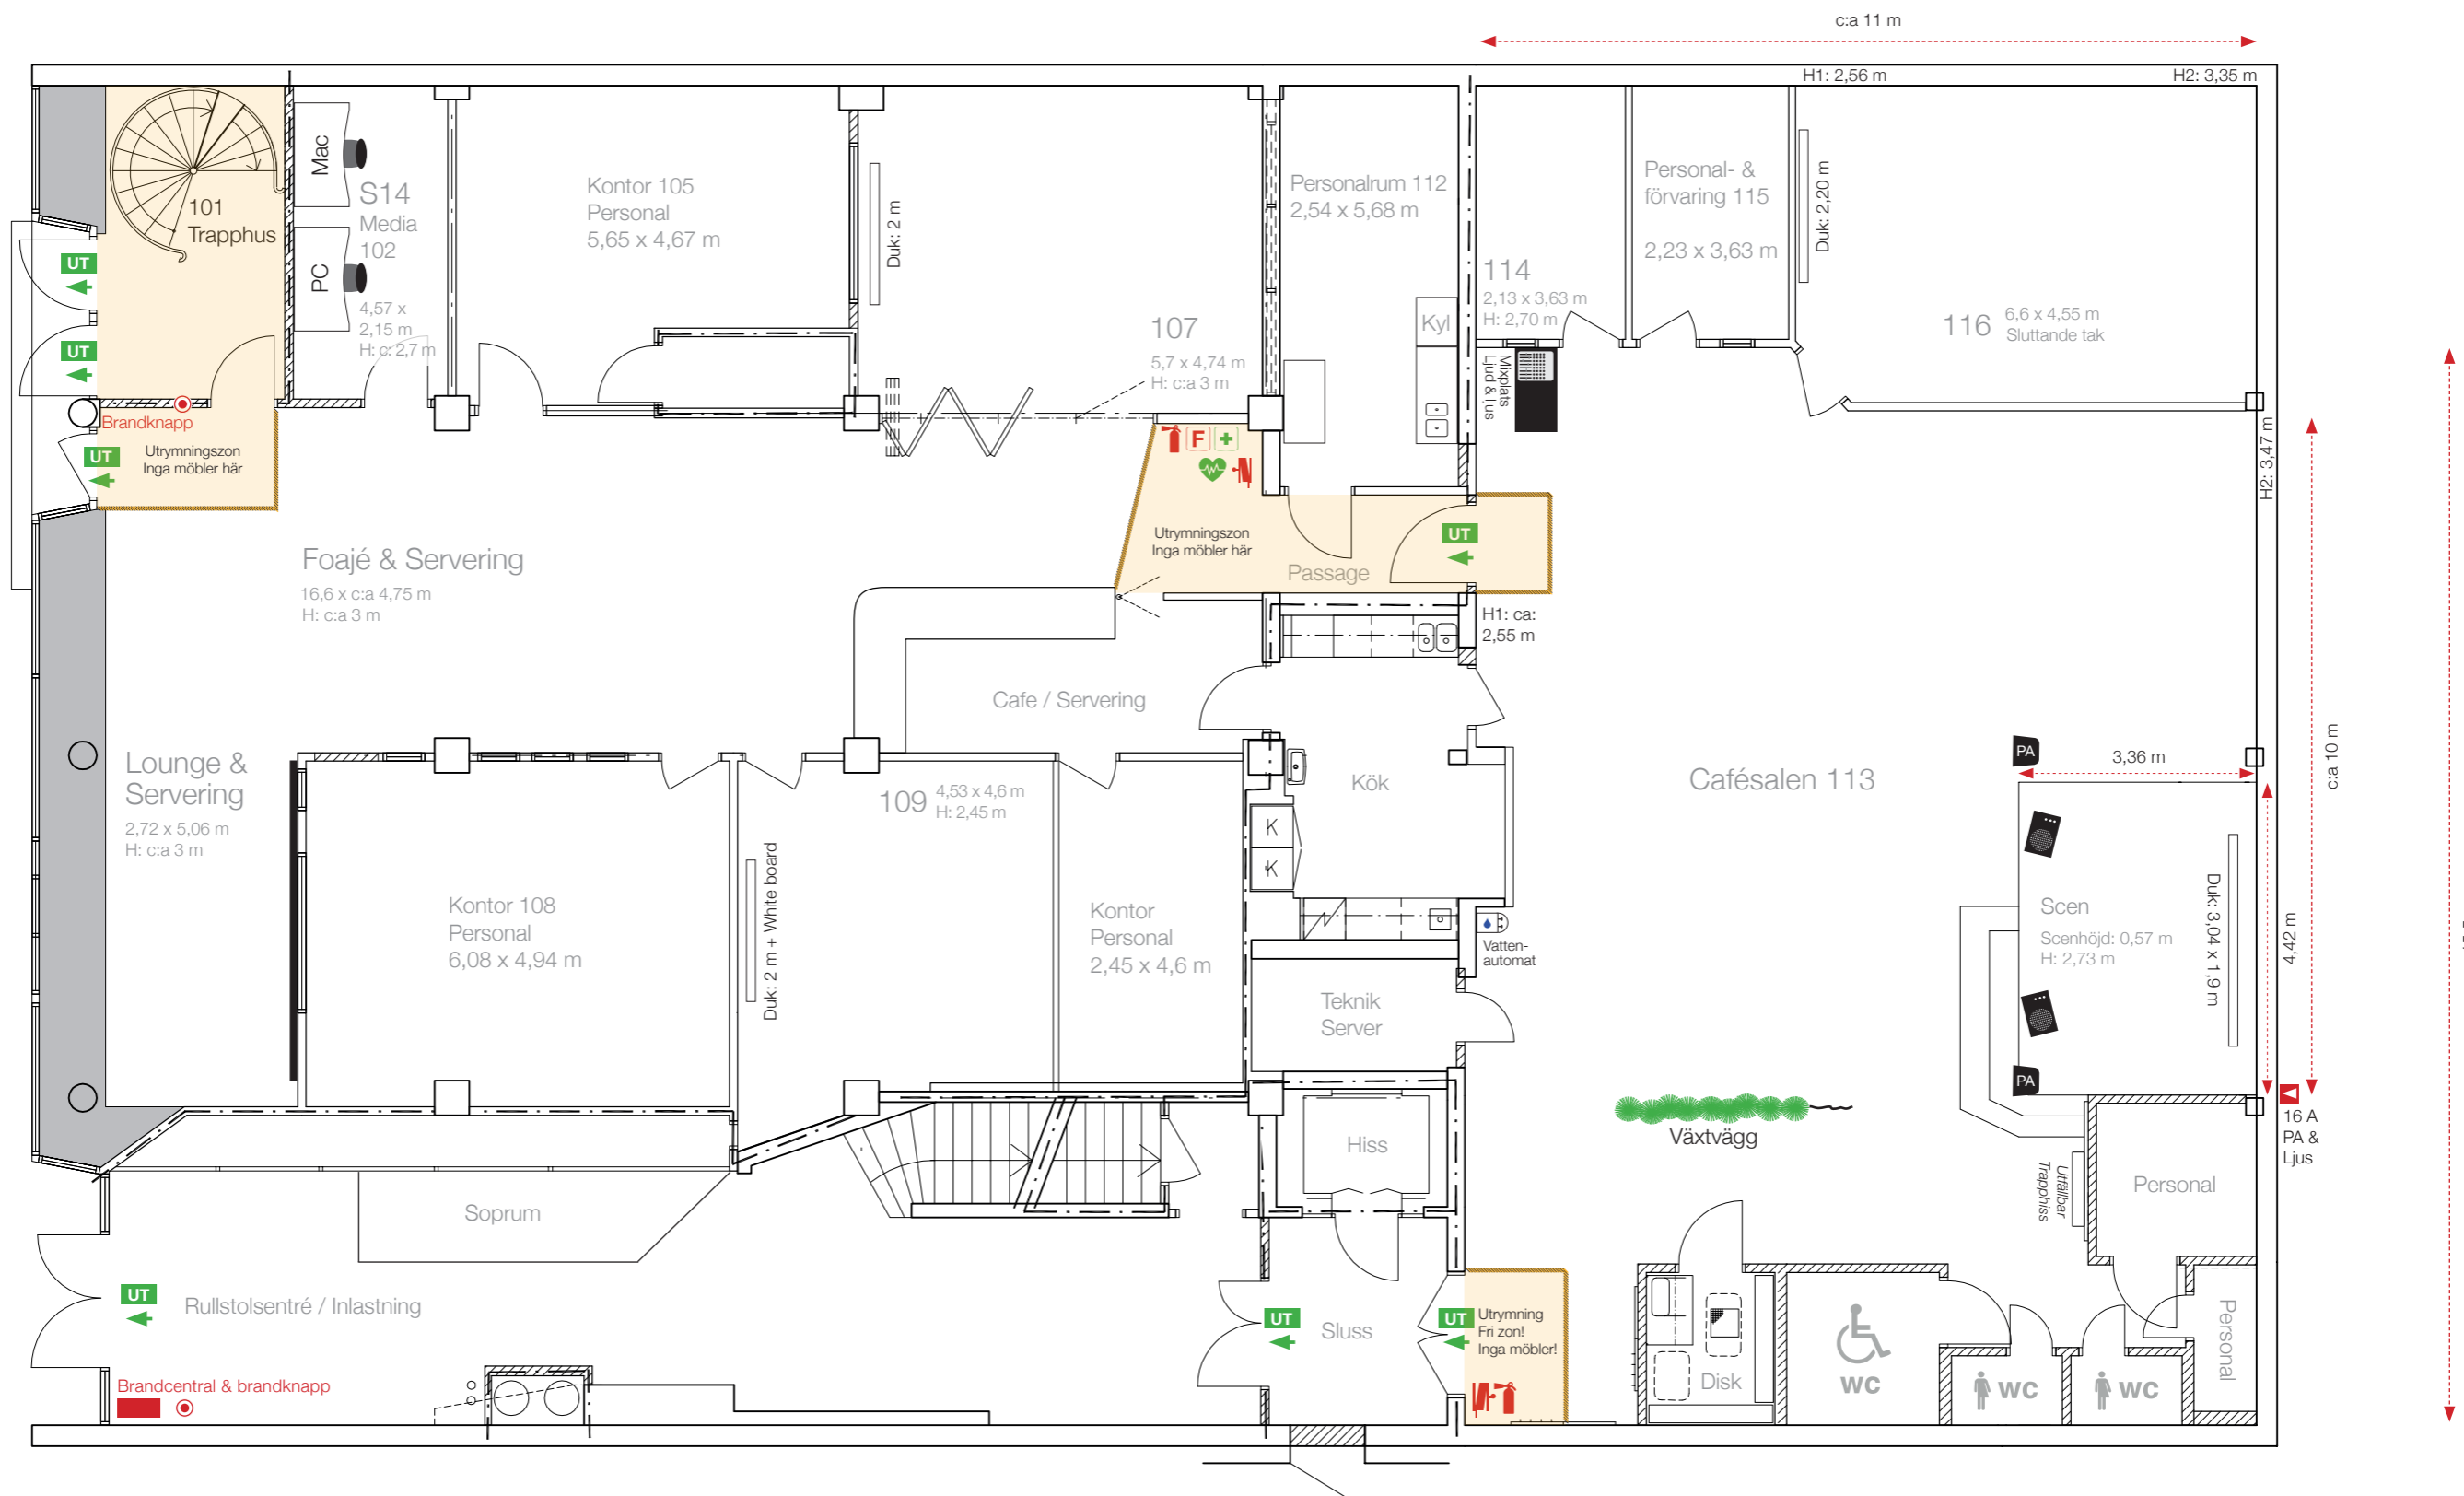 c:a 11 m
H1: 2,56 m
H2: 3,35 m
101
Trapphus
Mac
PC
S14
Media
102
4,57 x
2,15 m
H: c: 2,7 m
Kontor 105
Personal
5,65 x 4,67 m
Duk: 2 m
107
5,7 x 4,74 m
H: c:a 3 m
Personalrum 112
2,54 x 5,68 m
Kyl
114
2,13 x 3,63 m
H: 2,70 m
Mixplats
Ljud & ljus
Personal- &
förvaring 115
2,23 x 3,63 m
Duk: 2,20 m
116
6,6 x 4,55 m
Sluttande tak
H2: 3,47 m
c:a 10 m
UT
UT
Brandknapp
UT
Utrymningszon
Inga möbler här
F
Utrymningszon
Inga möbler här
Passage
UT
H1: ca:
2,55 m
Foajé & Servering
16,6 x c:a 4,75 m
H: c:a 3 m
Cafe / Servering
Lounge &
Servering
2,72 x 5,06 m
H: c:a 3 m
Kontor 108
Personal
6,08 x 4,94 m
Duk: 2 m + White board
109
4,53 x 4,6 m
H: 2,45 m
Kontor
Personal
2,45 x 4,6 m
Kök
K
K
Vatten-
automat
Teknik
Server
Cafésalen 113
PA
3,36 m
Scen
Scenhöjd: 0,57 m
H: 2,73 m
Duk: 3,04 x 1,9 m
4,42 m
PA
16 A
PA &
Ljus
Växtvägg
Utfällbar
Trapphiss
Personal
Hiss
Soprum
UT
Rullstolsentré / Inlastning
Brandcentral & brandknapp
UT
Sluss
UT
Utrymning
Fri zon!
Inga möbler!
Disk
WC
WC
WC
Personal